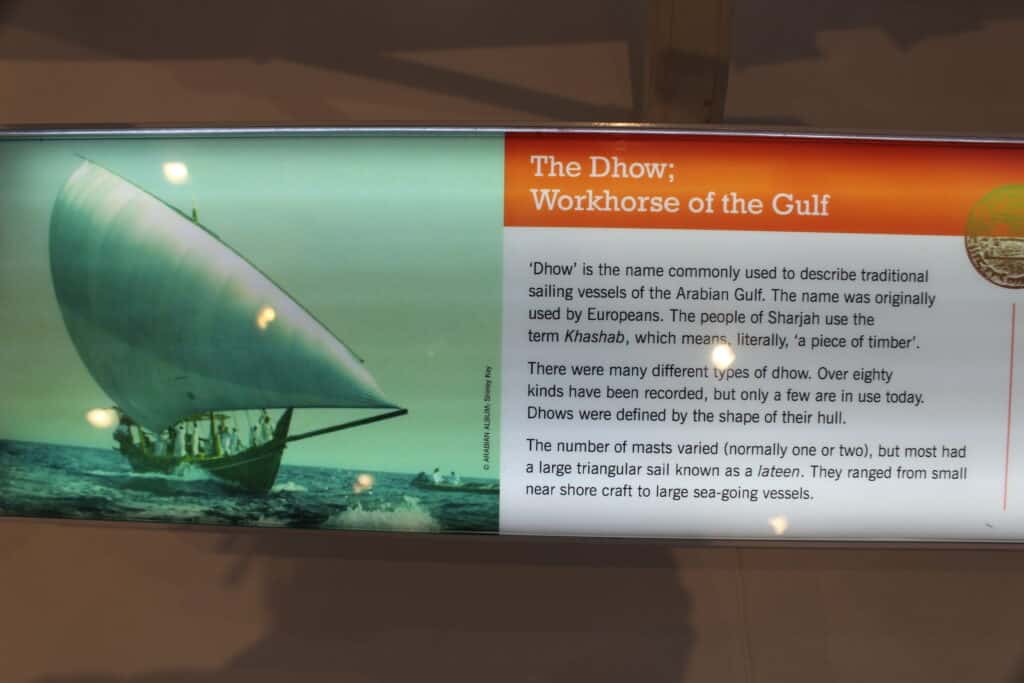 The Dhow;
Workhorse of the Gulf
'Dhow' is the name commonly used to describe traditional
sailing vessels of the Arabian Gulf. The name was originally
used by Europeans. The people of Sharjah use the
term Khashab, which means, literally, 'a piece of timber'.
There were many different types of dhow. Over eighty
kinds have been recorded, but only a few are in use today.
Dhows were defined by the shape of their hull.
The number of masts varied (normally one or two), but most had
a large triangular sail known as a lateen. They ranged from small
near shore craft to large sea-going vessels.
© ARABIAN ALBUM: